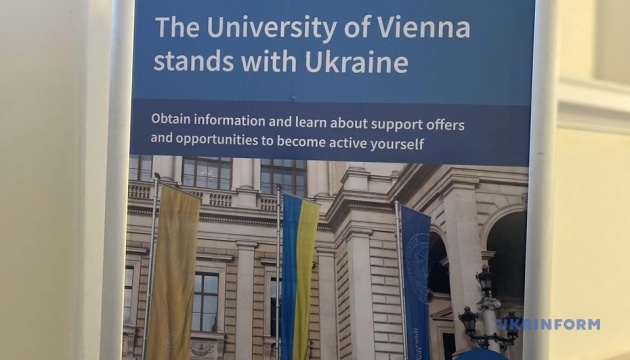 The University of Vienna
stands with Ukraine
Obtain information and learn about support offers
and opportunities to become active yourself
UKRINFORM